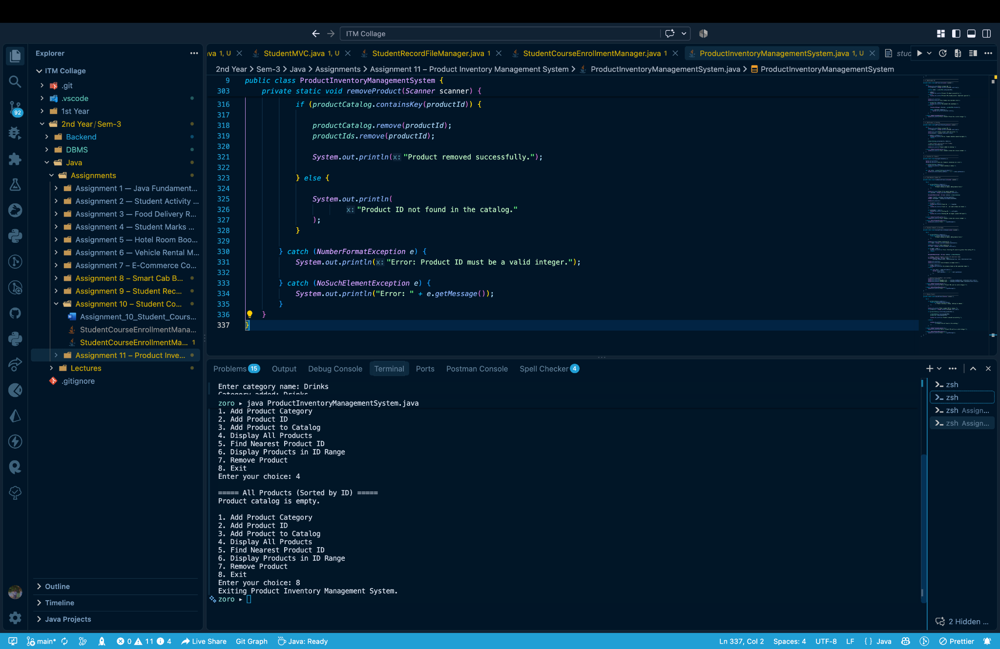 ITM Collage
Explorer
ITM Collage
.git
.vscode
1st Year
2nd Year / Sem-3
Backend
DBMS
Java
Assignments
Assignment 1 — Java Fundament...
Assignment 2 — Student Activity ...
Assignment 3 — Food Delivery R...
Assignment 4 — Student Marks ...
Assignment 5 — Hotel Room Boo...
Assignment 6 — Vehicle Rental M...
Assignment 7 – E-Commerce Co...
Assignment 8 – Smart Cab B...
Assignment 9 – Student Rec...
Assignment 10 – Student Co...
Assignment_10_Student_Cours...
StudentCourseEnrollmentMana...
StudentCourseEnrollmentMa... 1
Assignment 11 – Product Inve...
Lectures
.gitignore
Outline
Timeline
Java Projects
92
ava 1, U
StudentMVC.java 1, U
StudentRecordFileManager.java 1
StudentCourseEnrollmentManager.java 1
ProductInventoryManagementSystem.java 1, U
stud
2nd Year > Sem-3 > Java > Assignments > Assignment 11 – Product Inventory Management System > ProductInventoryManagementSystem.java > ProductInventoryManagementSystem
9 public class ProductInventoryManagementSystem {
303 private static void removeProduct(Scanner scanner) {
316 if (productCatalog.containsKey(productId)) {
317
318 productCatalog.remove(productId);
319 productIds.remove(productId);
320
321 System.out.println(x: "Product removed successfully.");
322
323 } else {
324
325 System.out.println(
326 x: "Product ID not found in the catalog."
327 );
328 }
329
330 } catch (NumberFormatException e) {
331 System.out.println(x: "Error: Product ID must be a valid integer.");
332
333 } catch (NoSuchElementException e) {
334 System.out.println("Error: " + e.getMessage());
335 }
336 }
337 }
Problems 15
Output
Debug Console
Terminal
Ports
Postman Console
Spell Checker 4
Enter category name: Drinks
Category added: Drinks
zoro ▸ java ProductInventoryManagementSystem.java
1. Add Product Category
2. Add Product ID
3. Add Product to Catalog
4. Display All Products
5. Find Nearest Product ID
6. Display Products in ID Range
7. Remove Product
8. Exit
Enter your choice: 4
===== All Products (Sorted by ID) =====
Product catalog is empty.
1. Add Product Category
2. Add Product ID
3. Add Product to Catalog
4. Display All Products
5. Find Nearest Product ID
6. Display Products in ID Range
7. Remove Product
8. Exit
Enter your choice: 8
Exiting Product Inventory Management System.
zoro ▸
zsh
zsh
zsh Assign...
zsh Assign...
2 Hidden ...
main*
0 11 4
Live Share
Git Graph
Java: Ready
Ln 337, Col 2
Spaces: 4
UTF-8
LF
{ } Java
Prettier